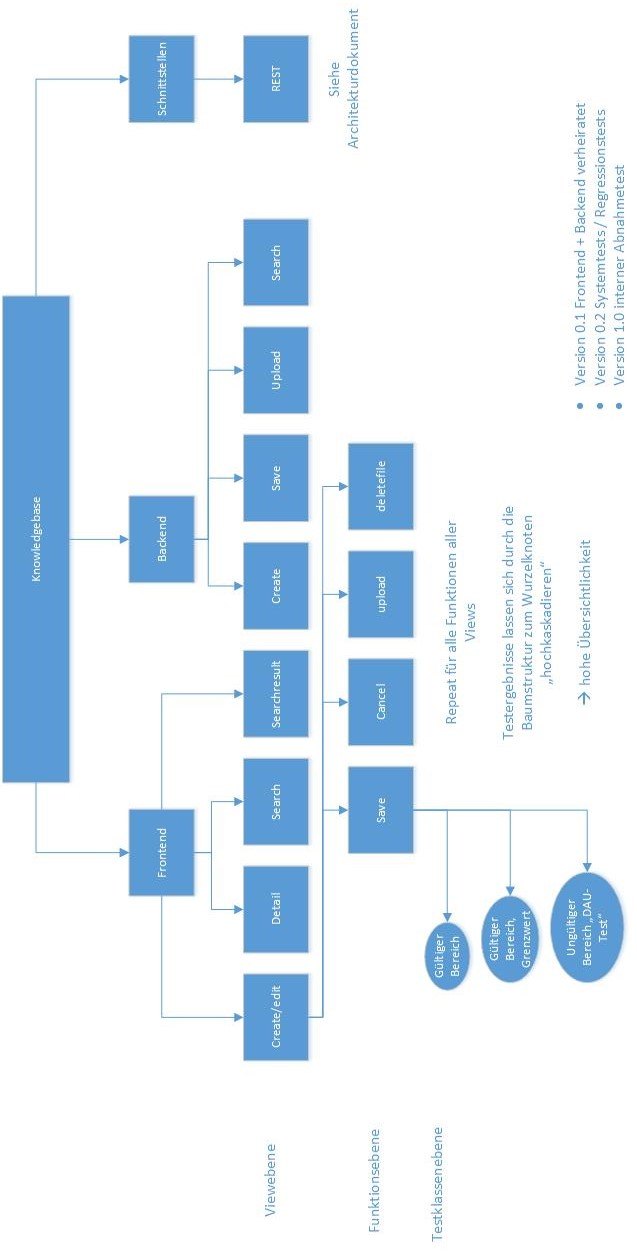 Knowledgebase
Frontend
Backend
Schnittstellen
Viewebene
Create/edit
Detail
Search
Searchresult
Create
Save
Upload
Search
REST
Siehe
Architekturdokument
Funktionsebene
Save
Cancel
upload
deletefile
Testklassenebene
Gültiger
Bereich
Gültiger
Bereich,
Grenzwert
Ungültiger
Bereich „DAU-
Test“
Repeat für alle Funktionen aller
Views
Testergebnisse lassen sich durch die
Baumstruktur zum Wurzelknoten
„hochkaskadieren“
→ hohe Übersichtlichkeit
• Version 0.1 Frontend + Backend verheiratet
• Version 0.2 Systemtests / Regressionstests
• Version 1.0 interner Abnahmetest